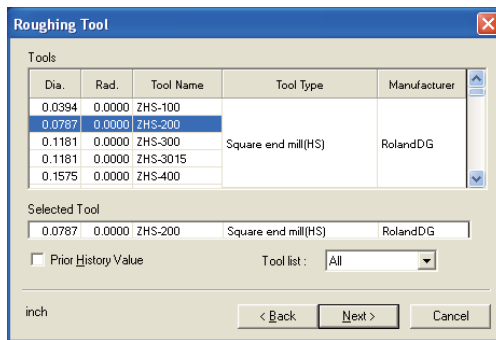 Roughing Tool
Tools
Dia. Rad. Tool Name Tool Type Manufacturer
0.0394 0.0000 ZHS-100
0.0787 0.0000 ZHS-200
0.1181 0.0000 ZHS-300 Square end mill(HS) RolandDG
0.1181 0.0000 ZHS-3015
0.1575 0.0000 ZHS-400
Selected Tool
0.0787 0.0000 ZHS-200 Square end mill(HS) RolandDG
Prior History Value Tool list : All
inch < Back Next > Cancel